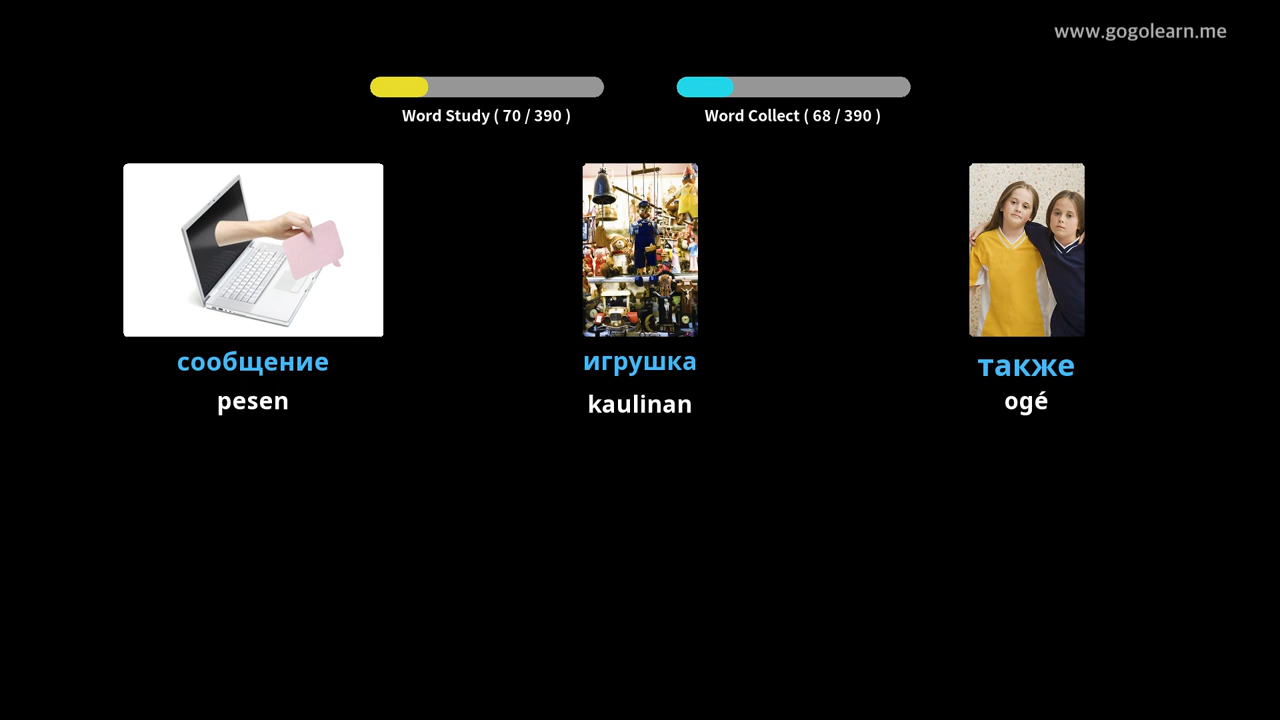 www.gogolearn.me
Word Study ( 70 / 390 )
Word Collect ( 68 / 390 )
сообщение
pesen
игрушка
kaulinan
также
ogé